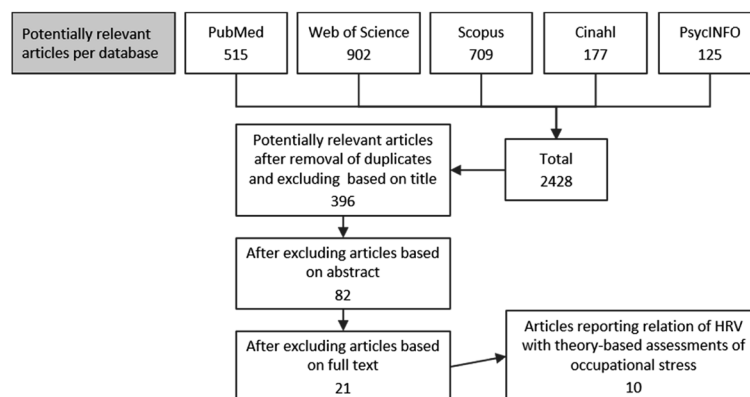 Potentially relevant
articles per database
PubMed
515
Web of Science
902
Scopus
709
Cinahl
177
PsycINFO
125
Total
2428
Potentially relevant articles
after removal of duplicates
and excluding based on title
396
After excluding articles based
on abstract
82
After excluding articles based
on full text
21
Articles reporting relation of HRV
with theory-based assessments of
occupational stress
10